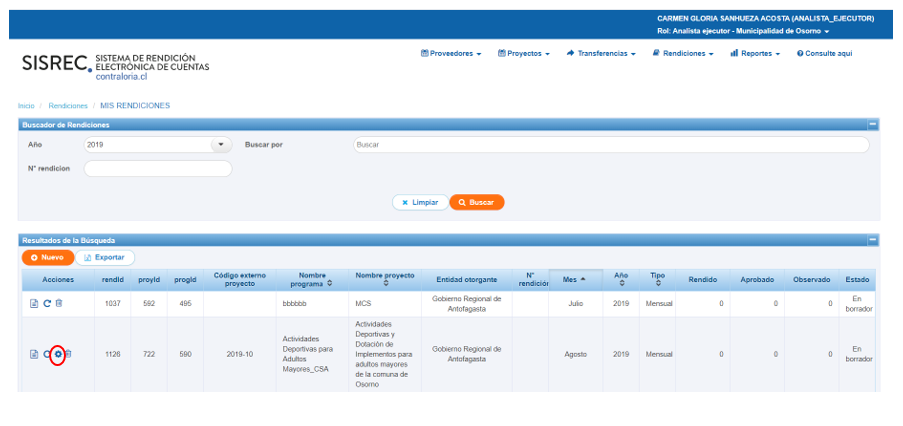 CARMEN GLORIA SANHUEZA ACOSTA (ANALISTA_EJECUTOR)
Rol: Analista ejecutor - Municipalidad de Osorno
SISREC
SISTEMA DE RENDICIÓN
ELECTRÓNICA DE CUENTAS
contraloria.cl
Proveedores Proyectos Transferencias Rendiciones Reportes Consulte aqui
Inicio / Rendiciones / MIS RENDICIONES
Buscador de Rendiciones
Año 2019 Buscar por Buscar
N° rendicion
Limpiar Buscar
Resultados de la Búsqueda
Nuevo Exportar
Acciones rendId proyId progId Código externo proyecto Nombre programa Nombre proyecto Entidad otorgante N° rendición Mes Año Tipo Rendido Aprobado Observado Estado
1037 592 495 bbbbbb MCS Gobierno Regional de Antofagasta Julio 2019 Mensual 0 0 0 En borrador
1126 722 590 2019-10 Actividades Deportivas para Adultos Mayores_CSA Actividades Deportivas y Dotación de Implementos para adultos mayores de la comuna de Osorno Gobierno Regional de Antofagasta Agosto 2019 Mensual 0 0 0 En borrador